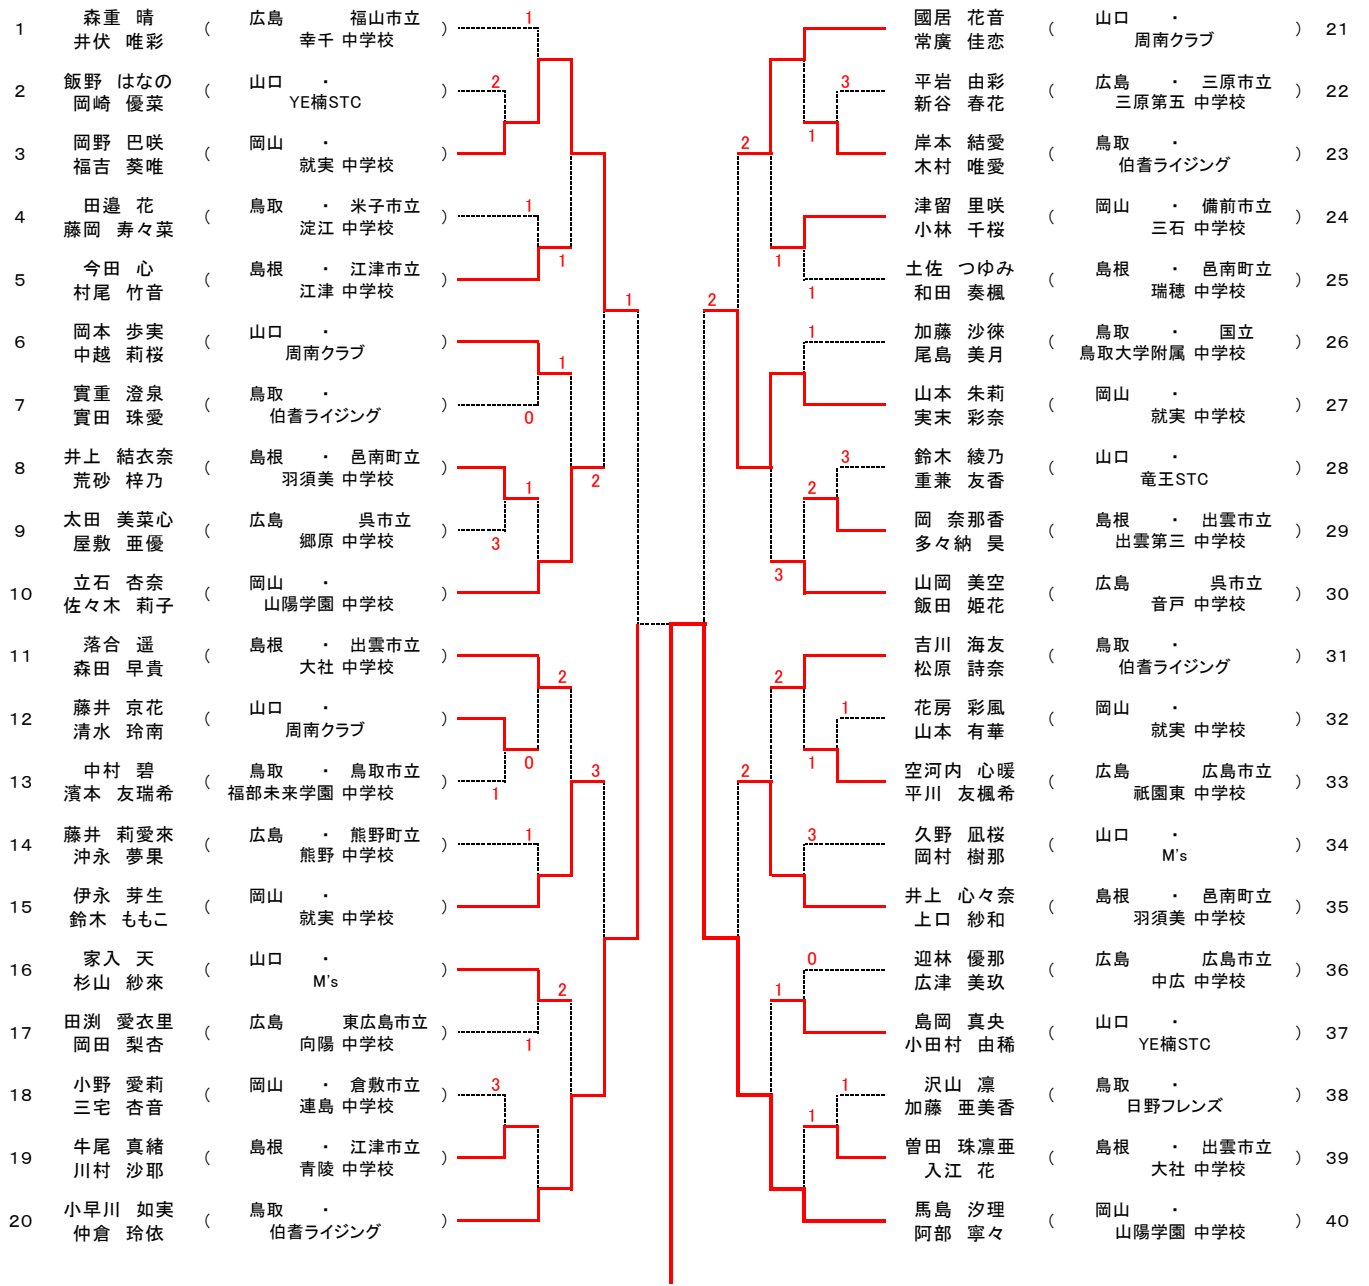 1 森重 晴 ( 広島 福山市立 )
井伏 唯彩 幸千 中学校
1
2 飯野 はなの ( 山口 ・ )
岡崎 優菜 YE楠STC
2
3 岡野 巴咲 ( 岡山 ・ )
福吉 葵唯 就実 中学校
4 田邉 花 ( 鳥取 ・ 米子市立 )
藤岡 寿々菜 淀江 中学校
1
1
5 今田 心 ( 島根 ・ 江津市立 )
村尾 竹音 江津 中学校
1
6 岡本 歩実 ( 山口 ・ )
中越 莉桜 周南クラブ
1
7 實重 澄泉 ( 鳥取 ・ )
實田 珠愛 伯耆ライジング
0
8 井上 結衣奈 ( 島根 ・ 邑南町立 )
荒砂 梓乃 羽須美 中学校
1
2
9 太田 美菜心 ( 広島 呉市立 )
屋敷 亜優 郷原 中学校
3
10 立石 杏奈 ( 岡山 ・ )
佐々木 莉子 山陽学園 中学校
11 落合 遥 ( 島根 ・ 出雲市立 )
森田 早貴 大社 中学校
2
12 藤井 京花 ( 山口 ・ )
清水 玲南 周南クラブ
0
13 中村 碧 ( 鳥取 ・ 鳥取市立 )
濱本 友瑞希 福部未来学園 中学校
1
3
14 藤井 莉愛來 ( 広島 ・ 熊野町立 )
沖永 夢果 熊野 中学校
1
15 伊永 芽生 ( 岡山 ・ )
鈴木 ももこ 就実 中学校
16 家入 天 ( 山口 ・ )
杉山 紗來 M's
2
17 田渕 愛衣里 ( 広島 東広島市立 )
岡田 梨杏 向陽 中学校
1
18 小野 愛莉 ( 岡山 ・ 倉敷市立 )
三宅 杏音 連島 中学校
3
19 牛尾 真緒 ( 島根 ・ 江津市立 )
川村 沙耶 青陵 中学校
20 小早川 如実 ( 鳥取 ・ )
仲倉 玲依 伯耆ライジング
國居 花音 ( 山口 ・ ) 21
常廣 佳恋 周南クラブ
3
平岩 由彩 ( 広島 ・ 三原市立 ) 22
新谷 春花 三原第五 中学校
1
2
岸本 結愛 ( 鳥取 ・ ) 23
木村 唯愛 伯耆ライジング
津留 里咲 ( 岡山 ・ 備前市立 ) 24
小林 千桜 三石 中学校
1
土佐 つゆみ ( 島根 ・ 邑南町立 ) 25
和田 奏楓 瑞穂 中学校
1
2
加藤 沙徠 ( 鳥取 ・ 国立 ) 26
尾島 美月 鳥取大学附属 中学校
1
山本 朱莉 ( 岡山 ・ ) 27
実末 彩奈 就実 中学校
鈴木 綾乃 ( 山口 ・ ) 28
重兼 友香 竜王STC
3
2
岡 奈那香 ( 島根 ・ 出雲市立 ) 29
多々納 昊 出雲第三 中学校
3
山岡 美空 ( 広島 呉市立 ) 30
飯田 姫花 音戸 中学校
吉川 海友 ( 鳥取 ・ ) 31
松原 詩奈 伯耆ライジング
2
花房 彩風 ( 岡山 ・ ) 32
山本 有華 就実 中学校
1
1
2
空河内 心暖 ( 広島 広島市立 ) 33
平川 友楓希 祇園東 中学校
久野 凪桜 ( 山口 ・ ) 34
岡村 樹那 M's
3
井上 心々奈 ( 島根 ・ 邑南町立 ) 35
上口 紗和 羽須美 中学校
迎林 優那 ( 広島 広島市立 ) 36
広津 美玖 中広 中学校
0
1
島岡 真央 ( 山口 ・ ) 37
小田村 由稀 YE楠STC
沢山 凛 ( 鳥取 ・ ) 38
加藤 亜美香 日野フレンズ
1
1
曽田 珠凛亜 ( 島根 ・ 出雲市立 ) 39
入江 花 大社 中学校
馬島 汐理 ( 岡山 ・ ) 40
阿部 寧々 山陽学園 中学校